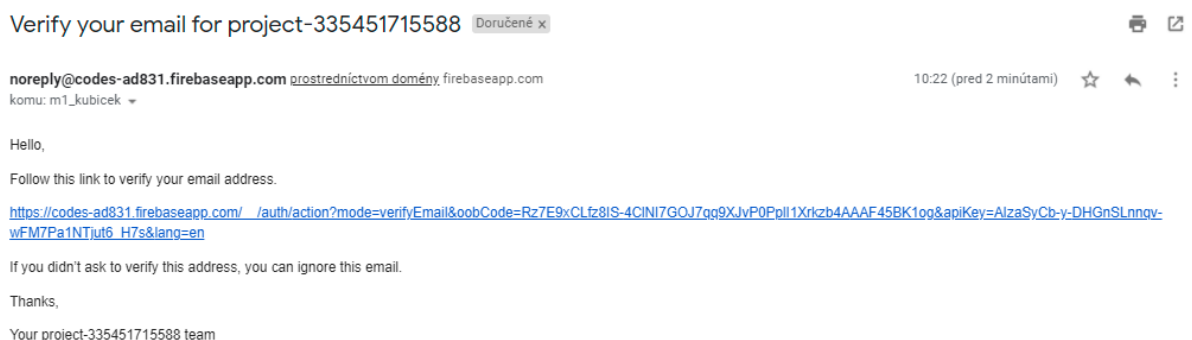 Verify your email for project-335451715588 Doručené x
noreply@codes-ad831.firebaseapp.com prostredníctvom domény firebaseapp.com 10:22 (pred 2 minútami)
komu: m1_kubicek
Hello,
Follow this link to verify your email address.
https://codes-ad831.firebaseapp.com/__/auth/action?mode=verifyEmail&oobCode=Rz7E9xCLfz8IS-4ClNI7GOJ7qq9XJvP0PplI1Xrkzb4AAAF45BK1og&apiKey=AIzaSyCb-y-DHGnSLnnqv-
wFM7Pa1NTjut6_H7s&lang=en
If you didn't ask to verify this address, you can ignore this email.
Thanks,
Your project-335451715588 team